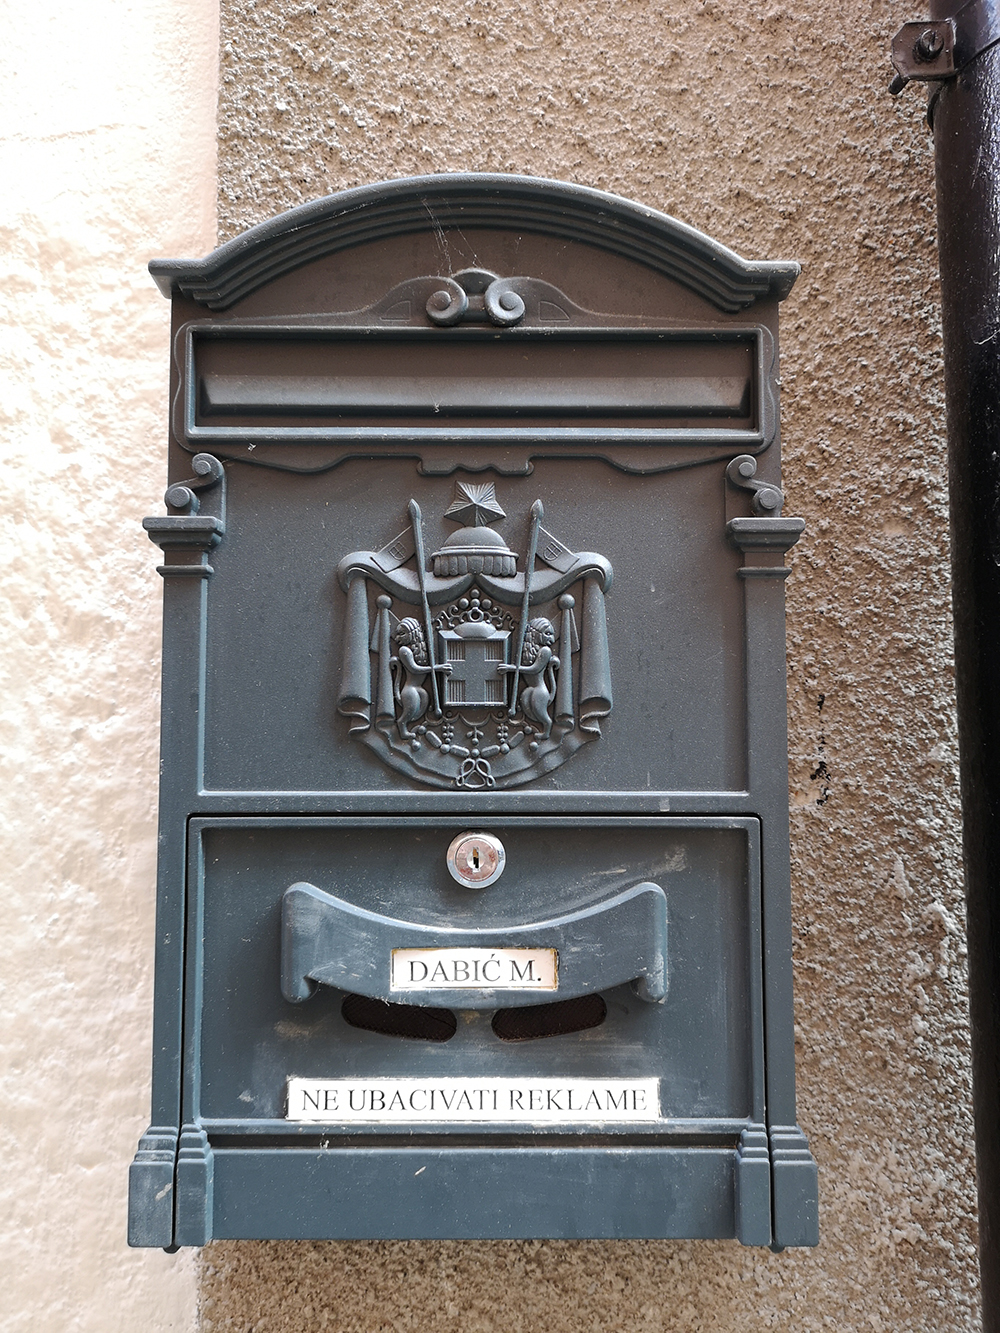 DABIĆ M.
NE UBACIVATI REKLAME